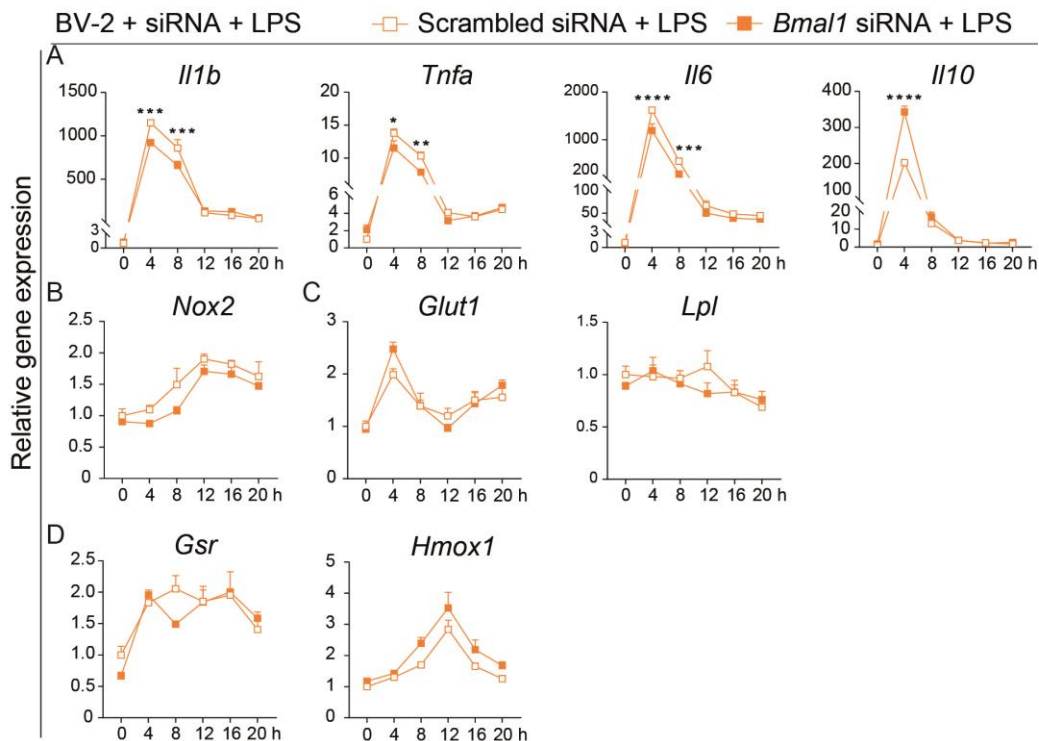 BV-2 + siRNA + LPS Scrambled siRNA + LPS Bmal1 siRNA + LPS
Relative gene expression
A
Il1b Tnfa Il6 Il10
1500 20 2000 400
*** *** * ** **** *** ****
1000 15 1000 300
500 10 200 200
100 100
3 6 50 20
4 10
2 3
0 0 0 0
0 4 8 12 16 20 h 0 4 8 12 16 20 h 0 4 8 12 16 20 h 0 4 8 12 16 20 h
B C
Nox2 Glut1 Lpl
2.5 3 1.5
2.0
1.5 2 1.0
1.0 1 0.5
0.5
0 0 0
0 4 8 12 16 20 h 0 4 8 12 16 20 h 0 4 8 12 16 20 h
D
Gsr Hmox1
2.5 5
2.0 4
1.5 3
1.0 2
0.5 1
0 0
0 4 8 12 16 20 h 0 4 8 12 16 20 h